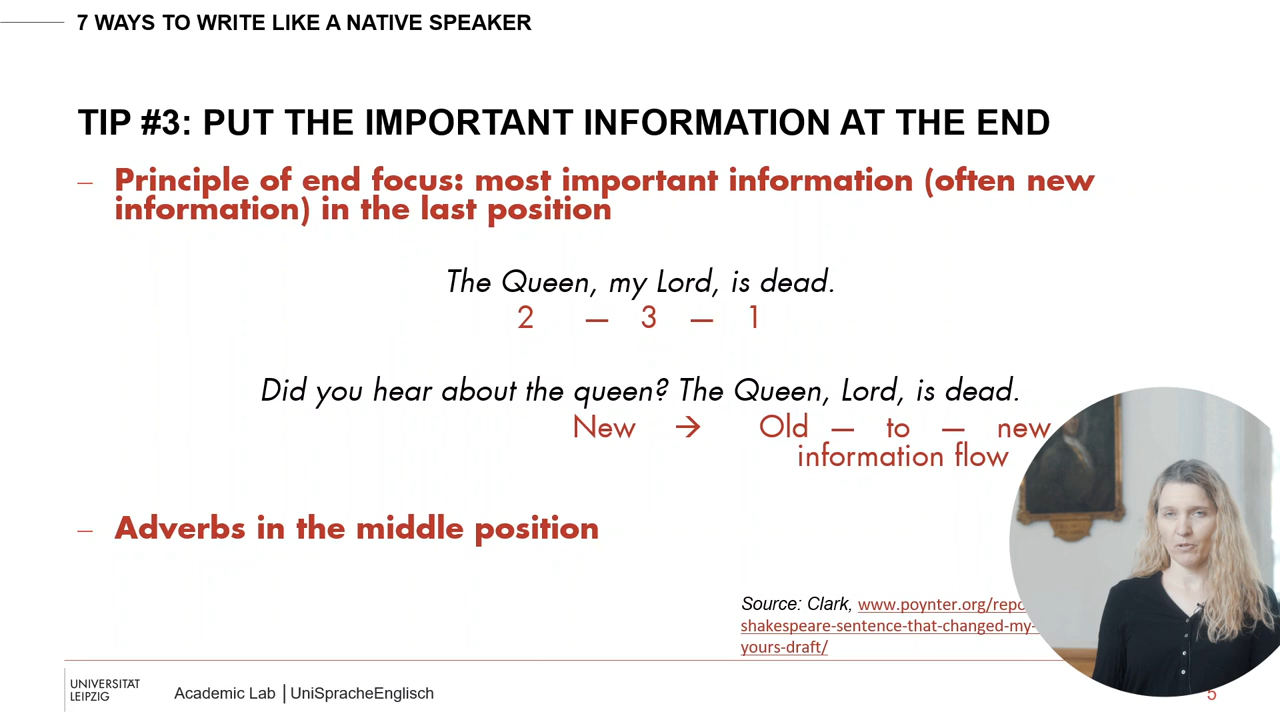 7 WAYS TO WRITE LIKE A NATIVE SPEAKER
TIP #3: PUT THE IMPORTANT INFORMATION AT THE END
– Principle of end focus: most important information (often new
information) in the last position
The Queen, my Lord, is dead.
2 – 3 – 1
Did you hear about the queen? The Queen, Lord, is dead.
New → Old – to – new
information flow
– Adverbs in the middle position
Source: Clark, www.poynter.org/repo
shakespeare-sentence-that-changed-my-
yours-draft/
UNIVERSITÄT
LEIPZIG
Academic Lab | UniSpracheEnglisch
5